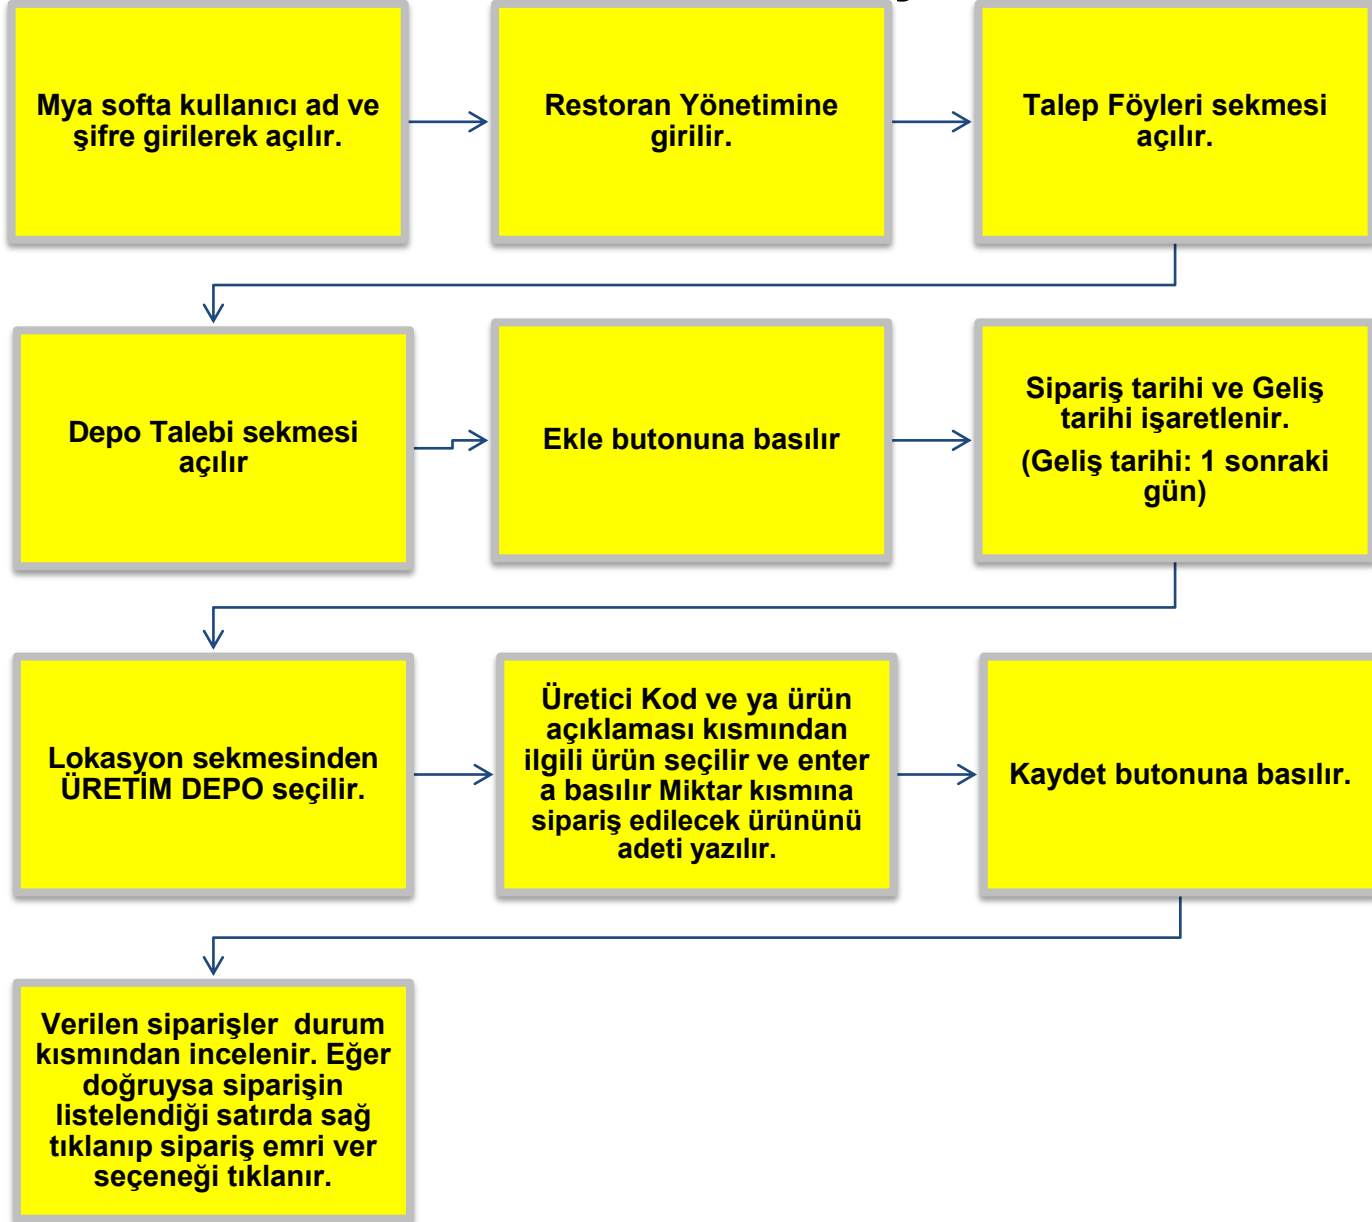 Mya softa kullanıcı ad ve
şifre girilerek açılır.
Restoran Yönetimine
girilir.
Talep Föyleri sekmesi
açılır.
Depo Talebi sekmesi
açılır
Ekle butonuna basılır
Sipariş tarihi ve Geliş
tarihi işaretlenir.
(Geliş tarihi: 1 sonraki
gün)
Lokasyon sekmesinden
ÜRETİM DEPO seçilir.
Üretici Kod ve ya ürün
açıklaması kısmından
ilgili ürün seçilir ve enter
a basılır Miktar kısmına
sipariş edilecek ürününü
adeti yazılır.
Kaydet butonuna basılır.
Verilen siparişler  durum
kısmından incelenir. Eğer
doğruysa siparişin
listelendiği satırda sağ
tıklanıp sipariş emri ver
seçeneği tıklanır.